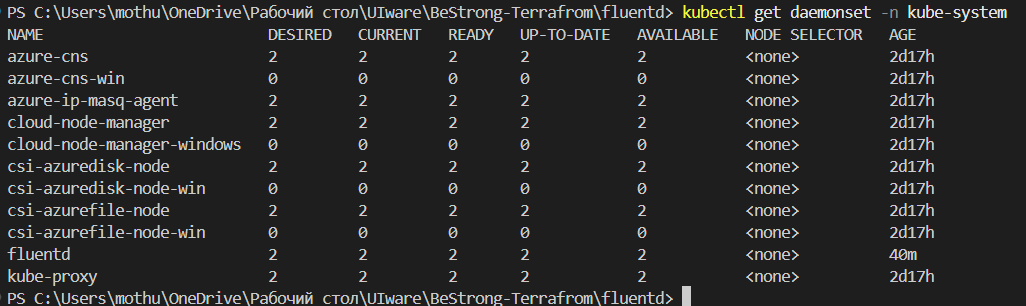 PS C:\Users\mothu\OneDrive\Рабочий стол\UIware\BeStrong-Terrafrom\fluentd> kubectl get daemonset -n kube-system
NAME DESIRED CURRENT READY UP-TO-DATE AVAILABLE NODE SELECTOR AGE
azure-cns 2 2 2 2 2 <none> 2d17h
azure-cns-win 0 0 0 0 0 <none> 2d17h
azure-ip-masq-agent 2 2 2 2 2 <none> 2d17h
cloud-node-manager 2 2 2 2 2 <none> 2d17h
cloud-node-manager-windows 0 0 0 0 0 <none> 2d17h
csi-azuredisk-node 2 2 2 2 2 <none> 2d17h
csi-azuredisk-node-win 0 0 0 0 0 <none> 2d17h
csi-azurefile-node 2 2 2 2 2 <none> 2d17h
csi-azurefile-node-win 0 0 0 0 0 <none> 2d17h
fluentd 2 2 2 2 2 <none> 40m
kube-proxy 2 2 2 2 2 <none> 2d17h
PS C:\Users\mothu\OneDrive\Рабочий стол\UIware\BeStrong-Terrafrom\fluentd>